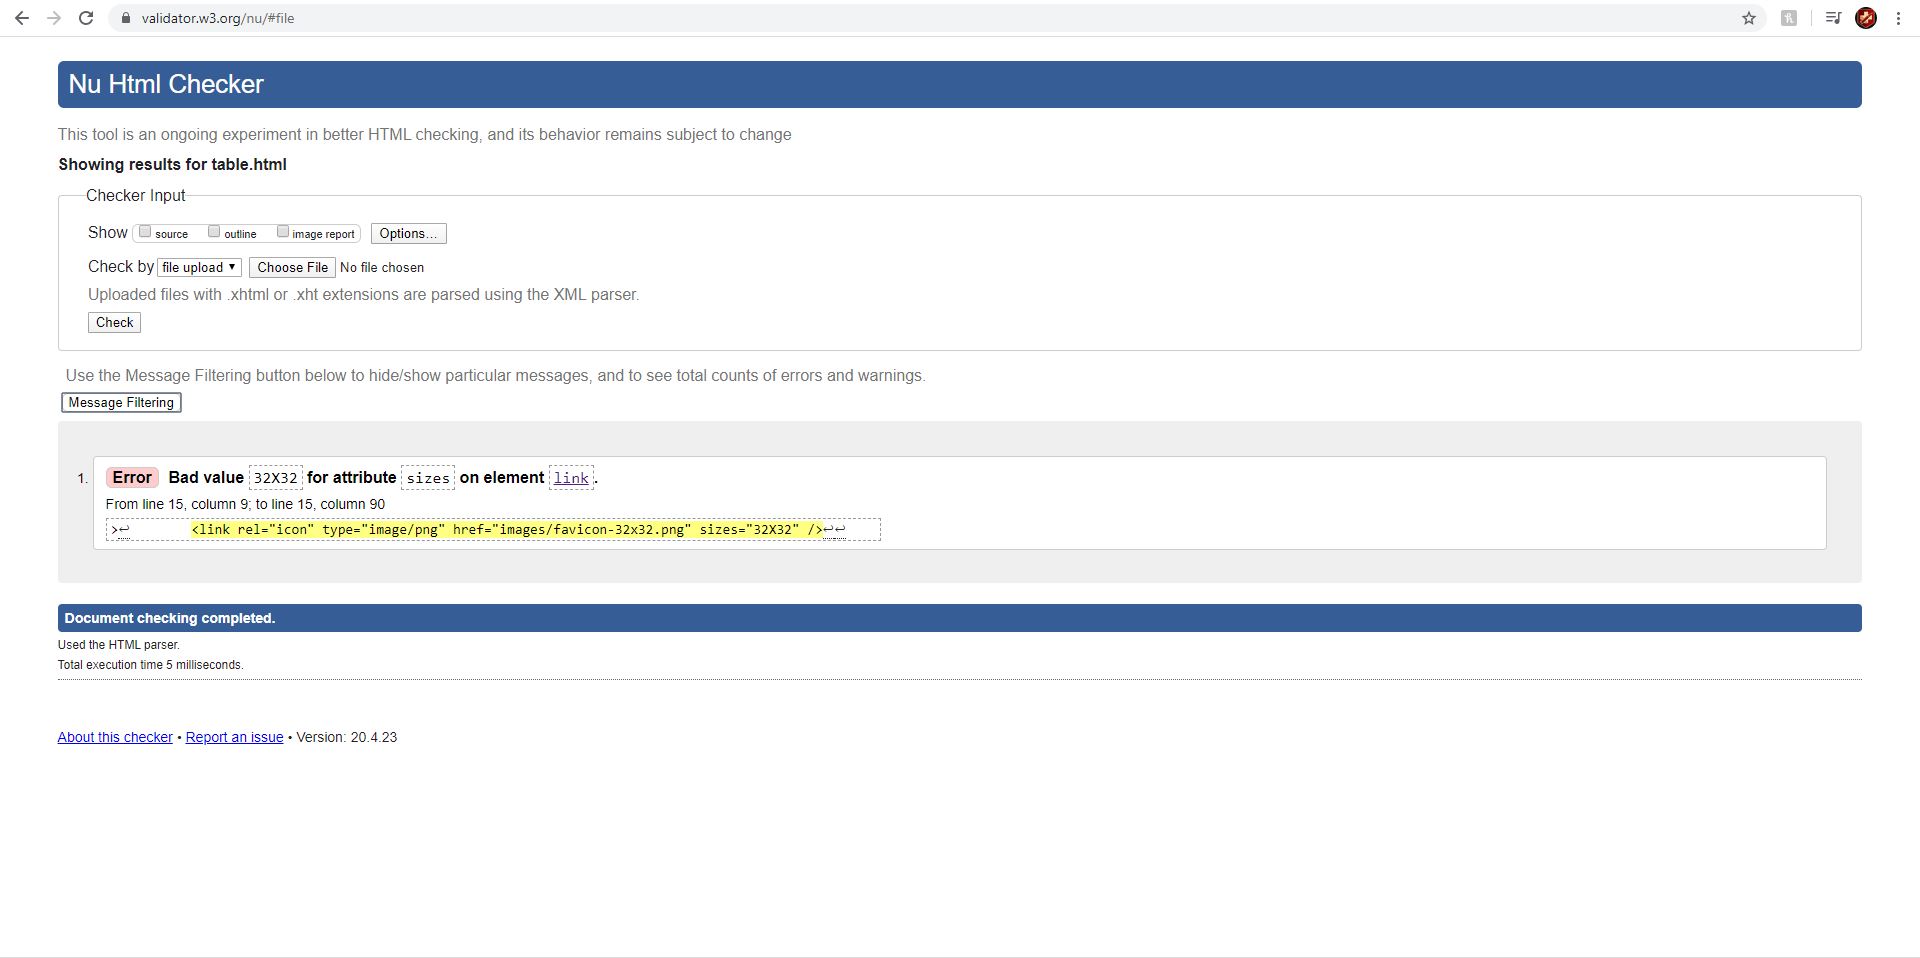 validator.w3.org/nu/#file
Nu Html Checker
This tool is an ongoing experiment in better HTML checking, and its behavior remains subject to change
Showing results for table.html
Checker Input
Show source outline image report Options...
Check by file upload ▼ Choose File No file chosen
Uploaded files with .xhtml or .xht extensions are parsed using the XML parser.
Check
Use the Message Filtering button below to hide/show particular messages, and to see total counts of errors and warnings.
Message Filtering
1. Error Bad value 32X32 for attribute sizes on element link.
From line 15, column 9; to line 15, column 90
>↩ <link rel="icon" type="image/png" href="images/favicon-32x32.png" sizes="32X32" />↩↩
Document checking completed.
Used the HTML parser.
Total execution time 5 milliseconds.
About this checker • Report an issue • Version: 20.4.23